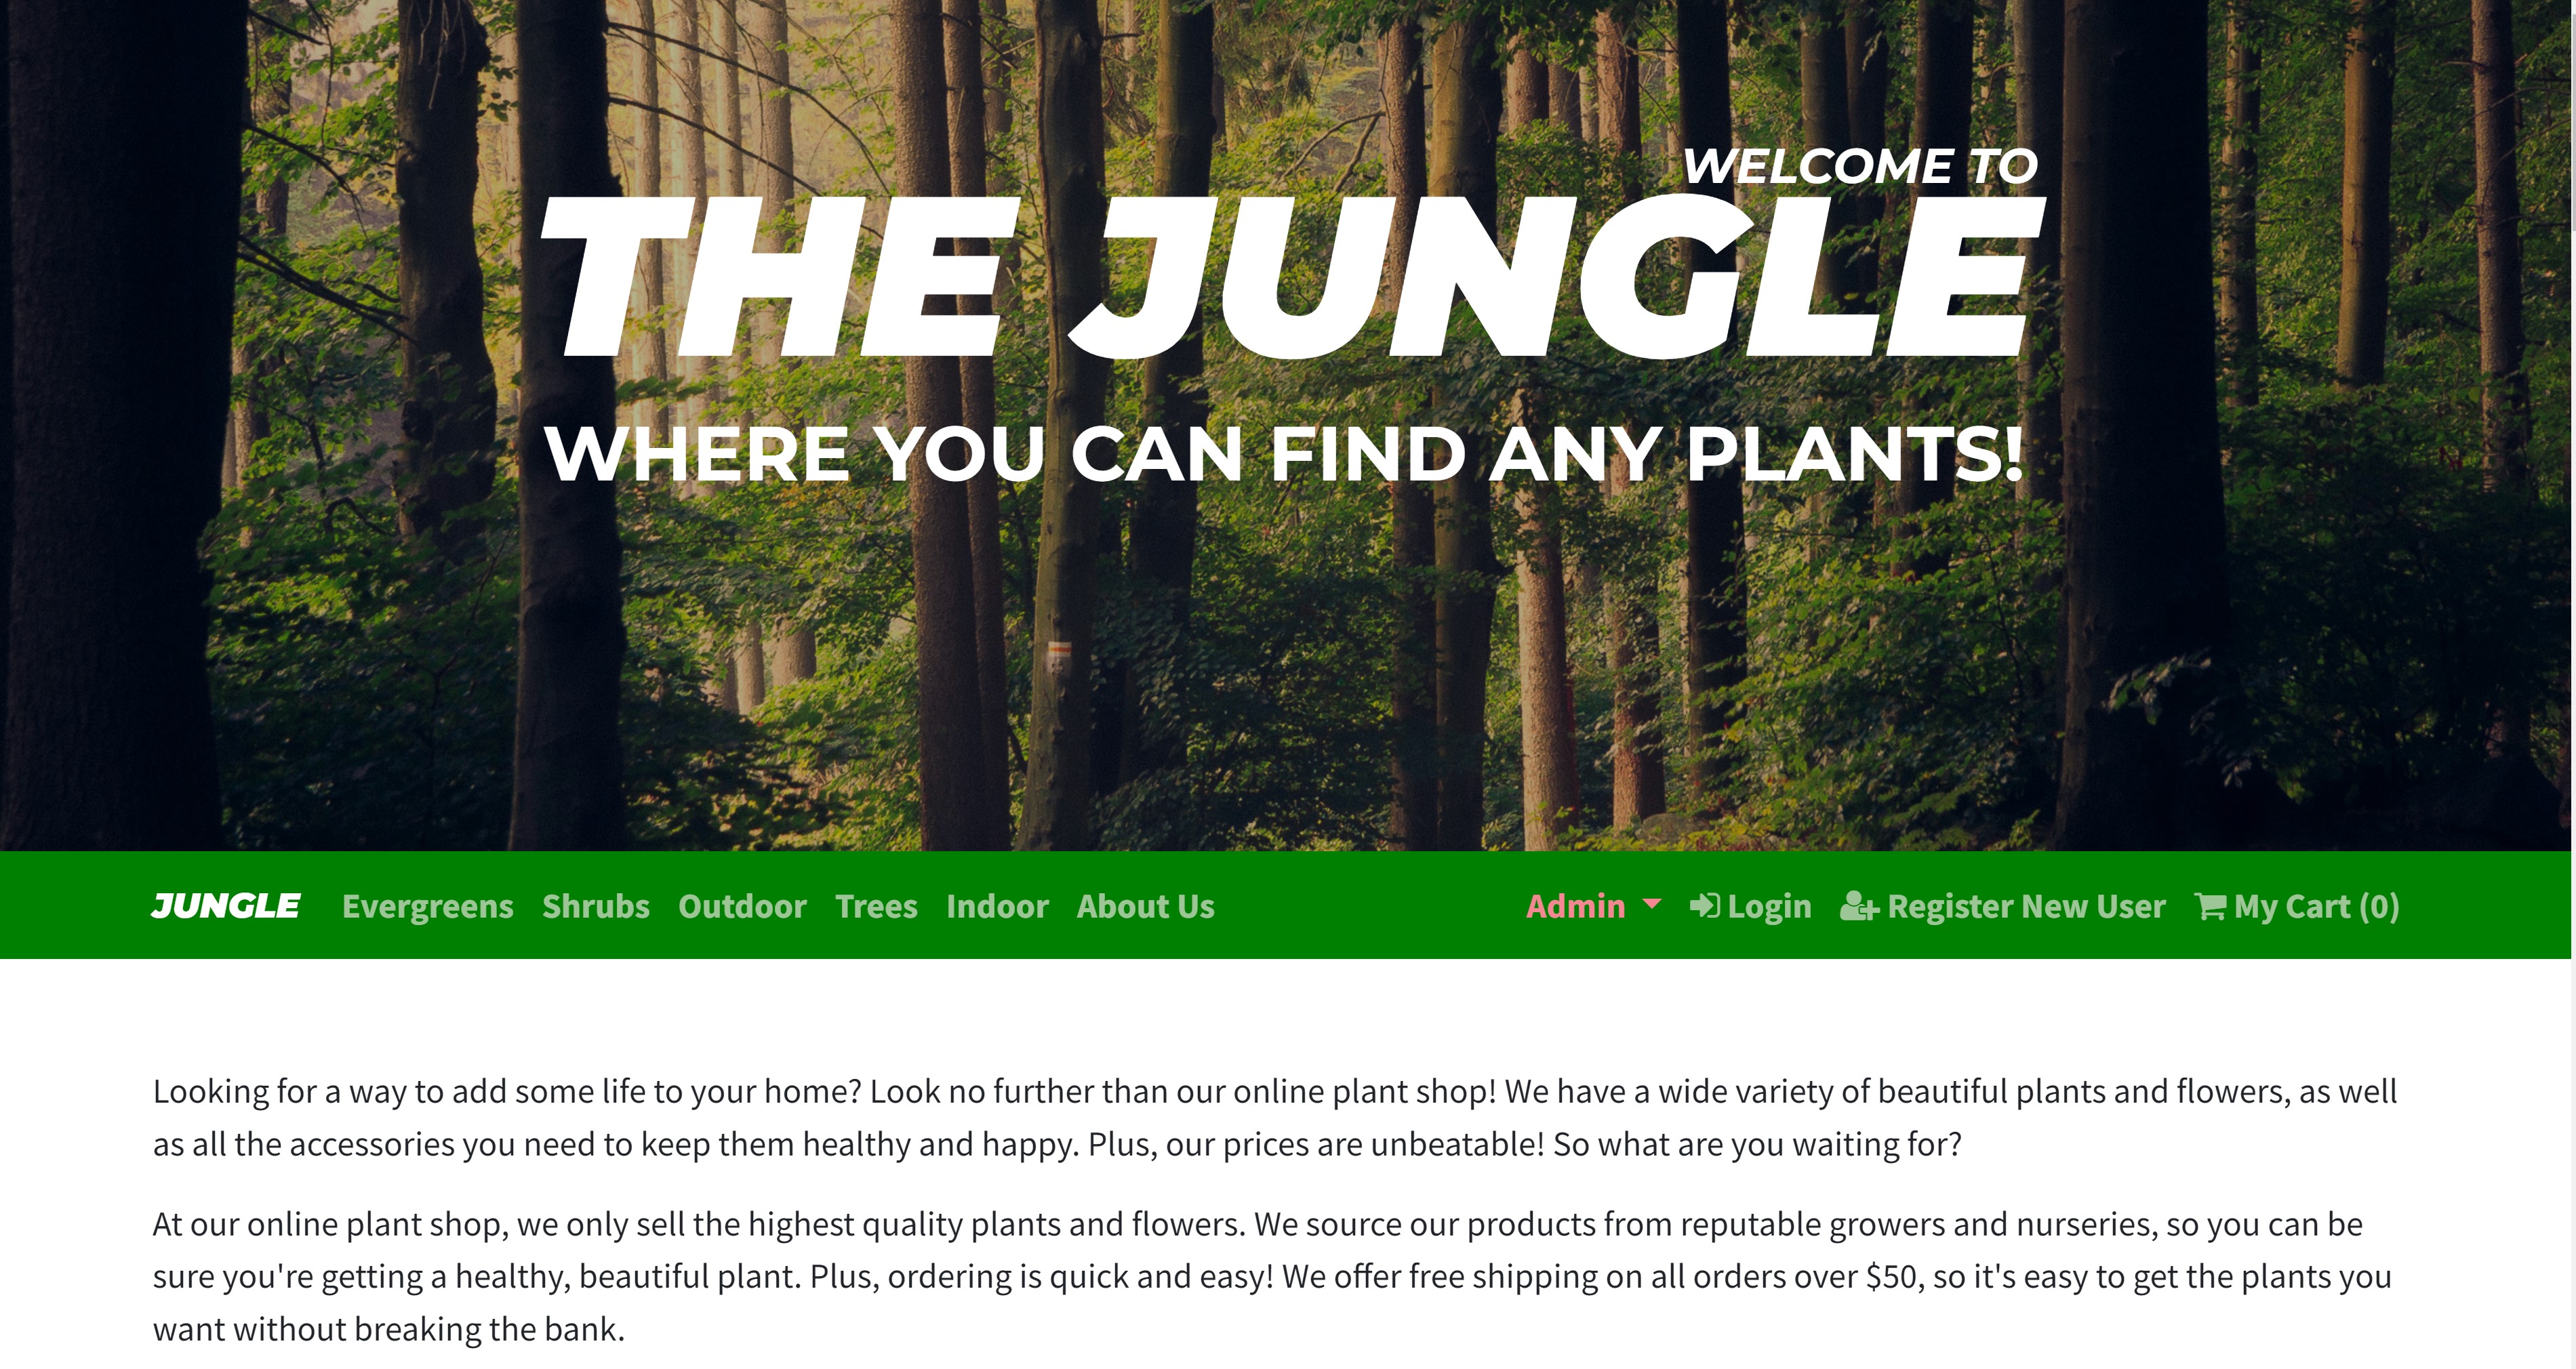 WELCOME TO
THE JUNGLE
WHERE YOU CAN FIND ANY PLANTS!
JUNGLE Evergreens Shrubs Outdoor Trees Indoor About Us Admin Login Register New User My Cart (0)
Looking for a way to add some life to your home? Look no further than our online plant shop! We have a wide variety of beautiful plants and flowers, as well
as all the accessories you need to keep them healthy and happy. Plus, our prices are unbeatable! So what are you waiting for?
At our online plant shop, we only sell the highest quality plants and flowers. We source our products from reputable growers and nurseries, so you can be
sure you're getting a healthy, beautiful plant. Plus, ordering is quick and easy! We offer free shipping on all orders over $50, so it's easy to get the plants you
want without breaking the bank.